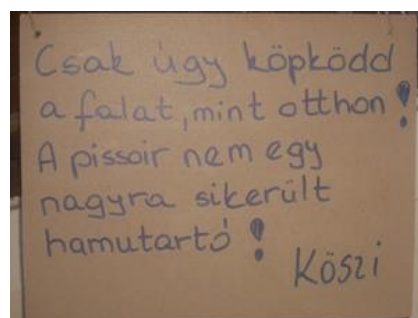 Csak úgy köpködd
a falat, mint otthon!
A pissoir nem egy
nagyra sikerült
hamutartó!
Köszi